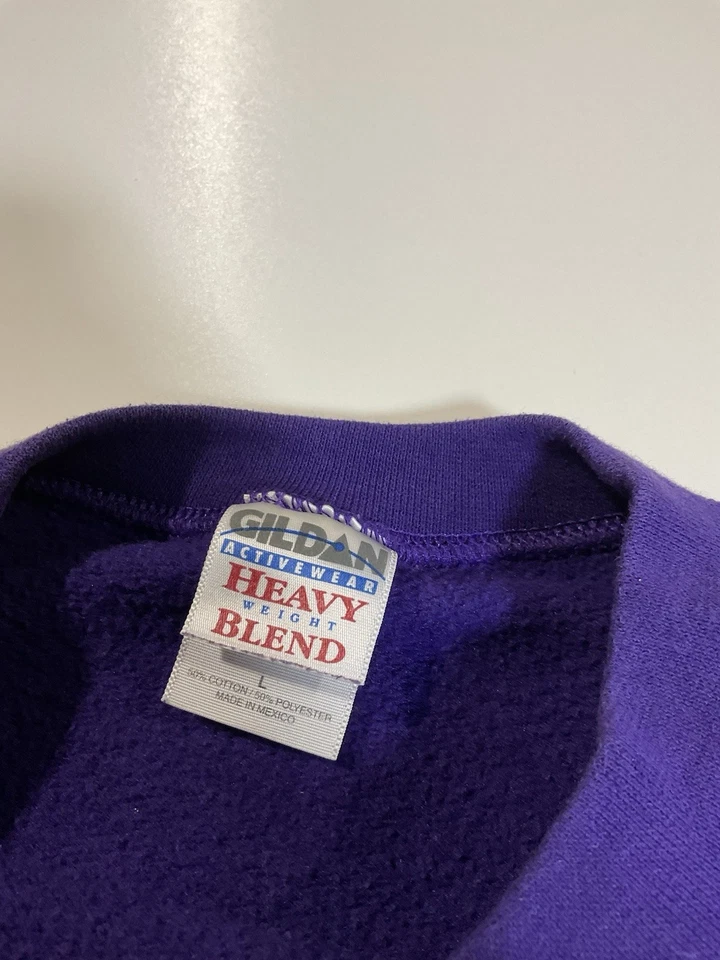 GILDAN
ACTIVEWEAR
HEAVY
WEIGHT
BLEND
L
50% COTTON / 50% POLYESTER
MADE IN MEXICO